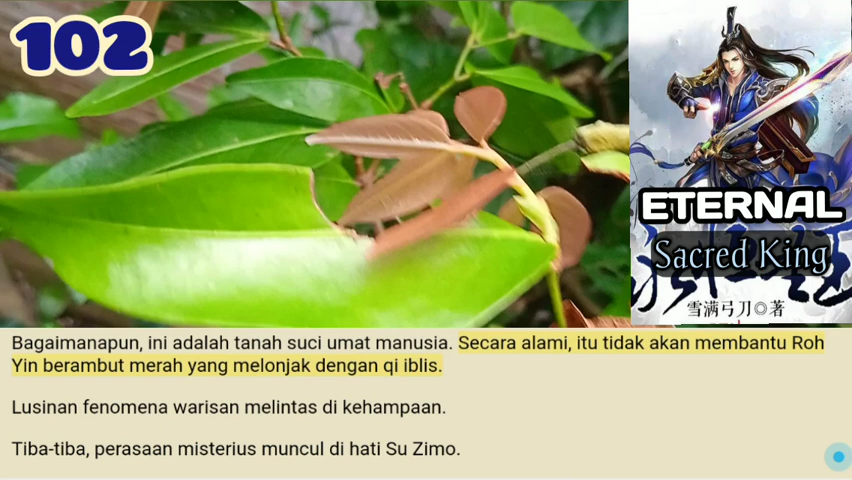 102
ETERNAL
Sacred King
雪满弓刀◎著
Bagaimanapun, ini adalah tanah suci umat manusia. Secara alami, itu tidak akan membantu Roh
Yin berambut merah yang melonjak dengan qi iblis.
Lusinan fenomena warisan melintas di kehampaan.
Tiba-tiba, perasaan misterius muncul di hati Su Zimo.